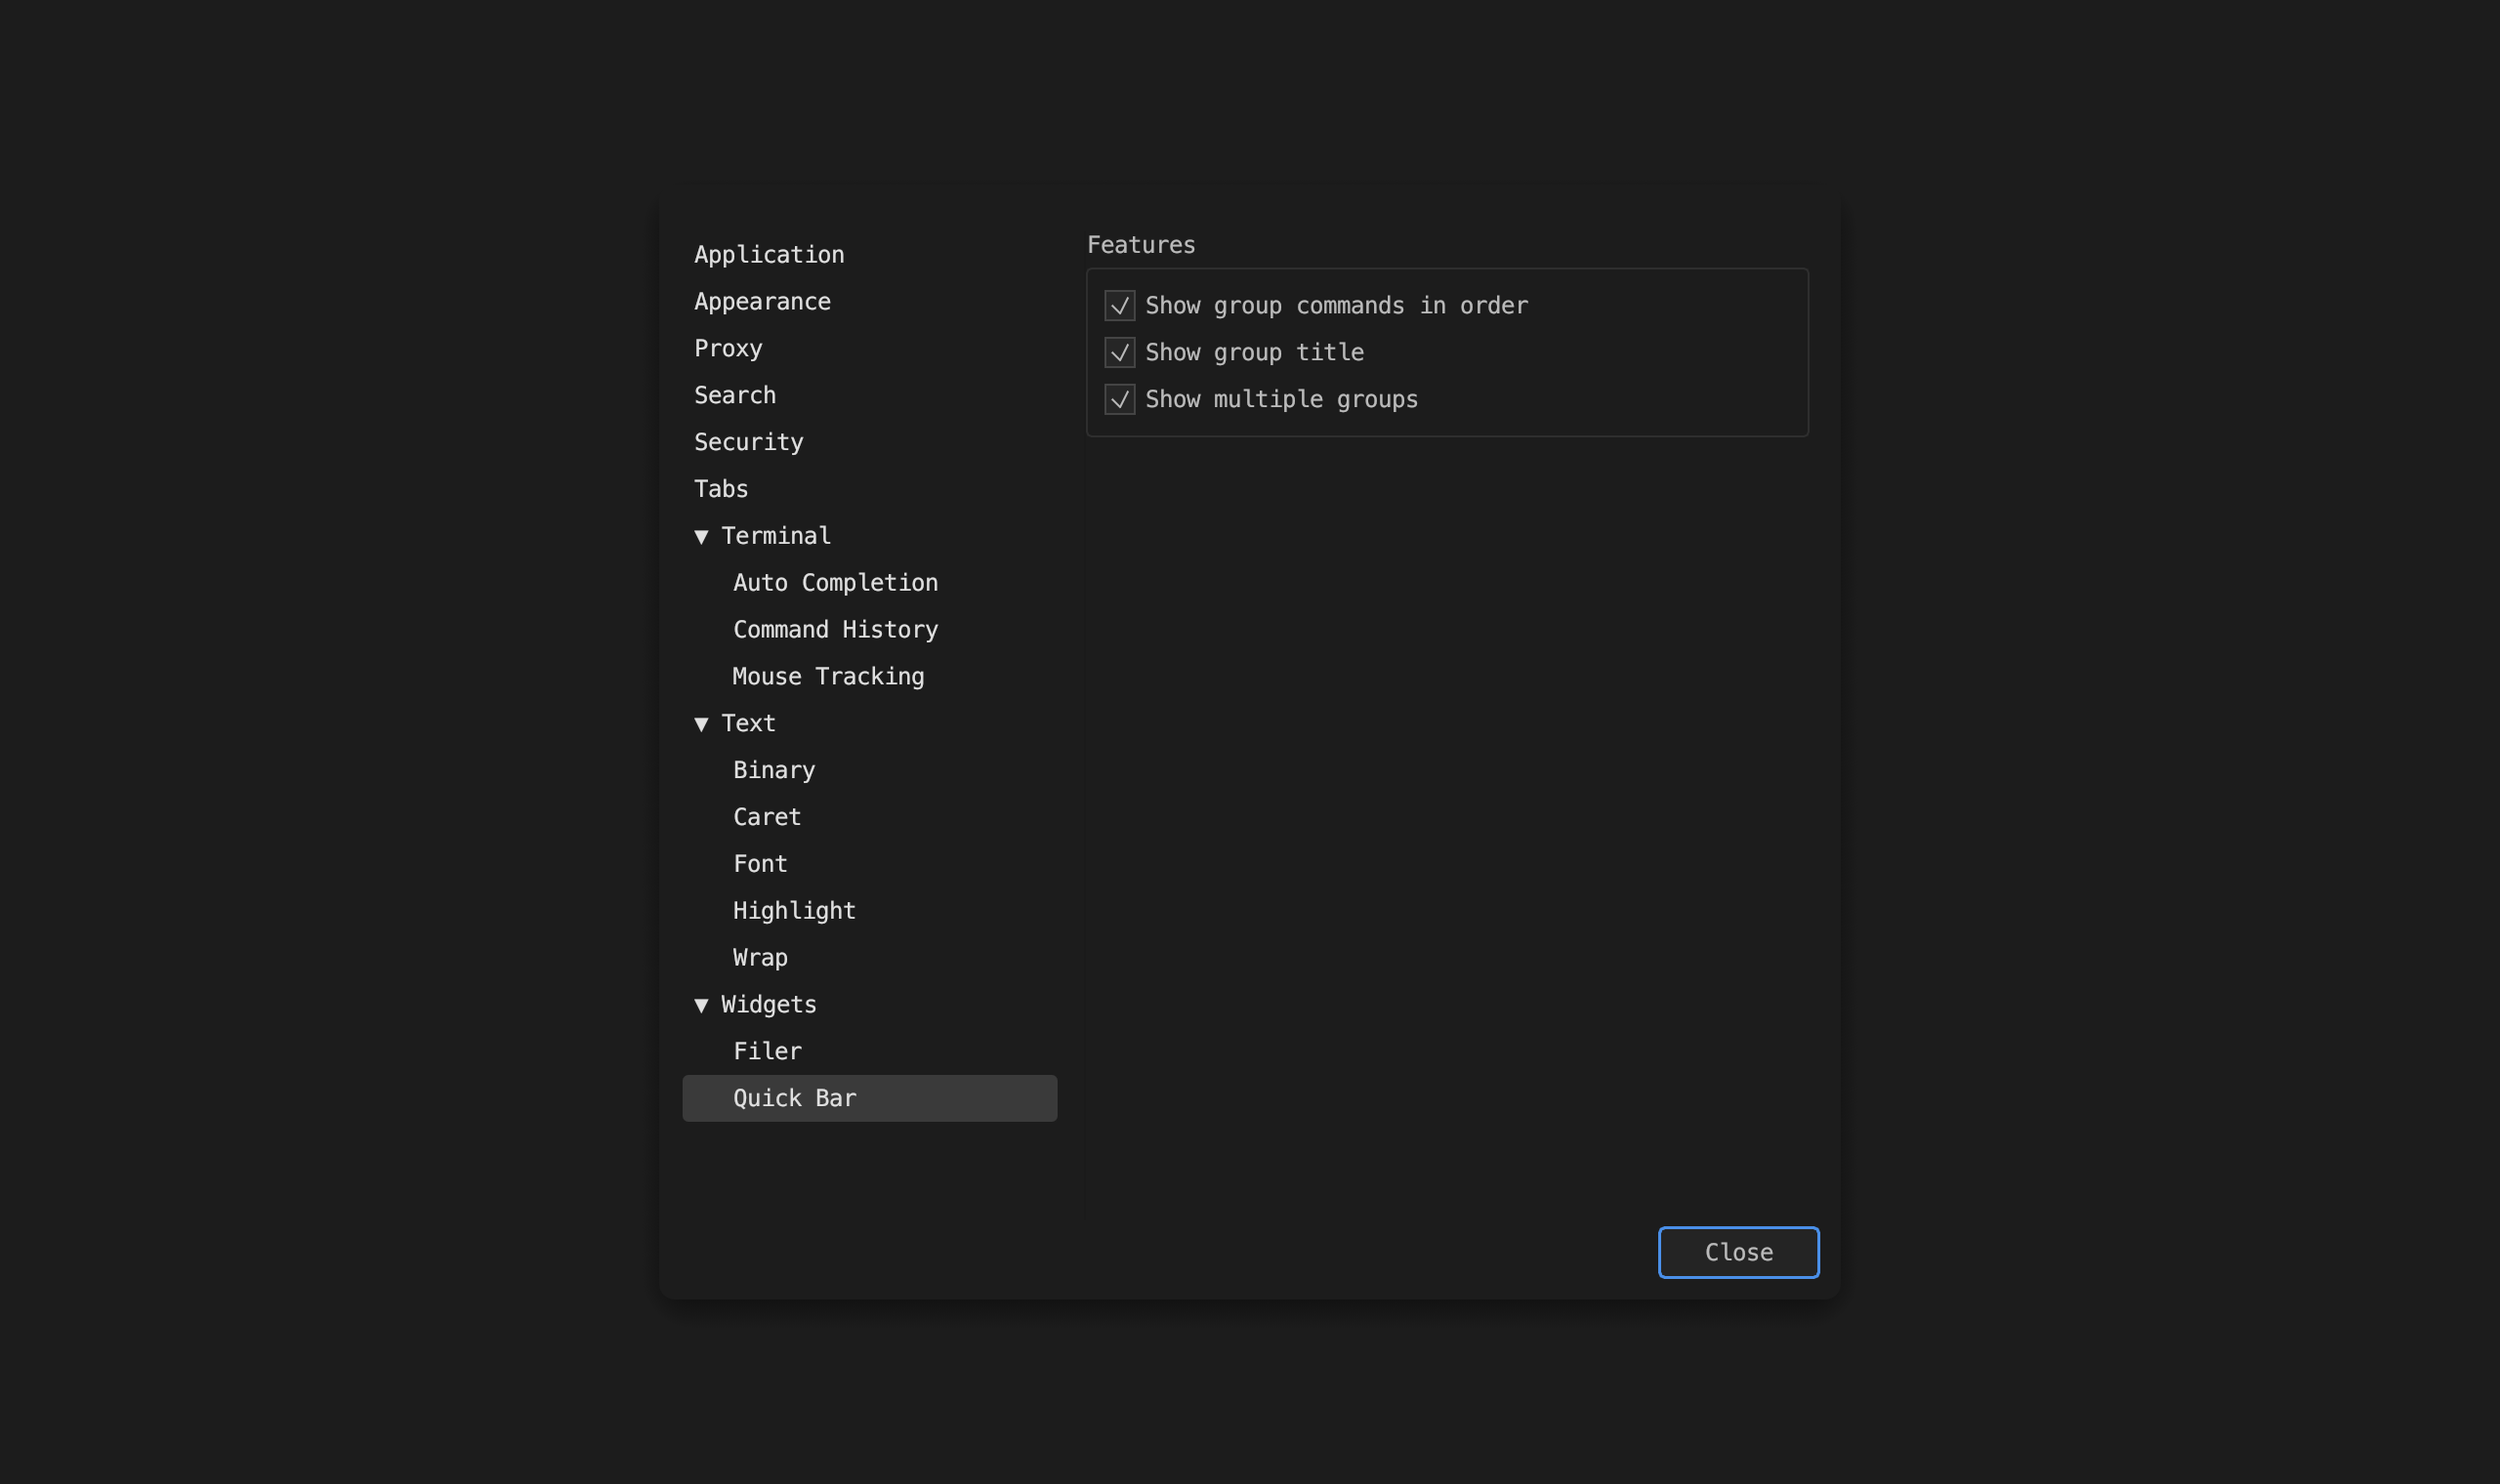 Application
Appearance
Proxy
Search
Security
Tabs
▼ Terminal
Auto Completion
Command History
Mouse Tracking
▼ Text
Binary
Caret
Font
Highlight
Wrap
▼ Widgets
Filer
Quick Bar
Features
Show group commands in order
Show group title
Show multiple groups
Close